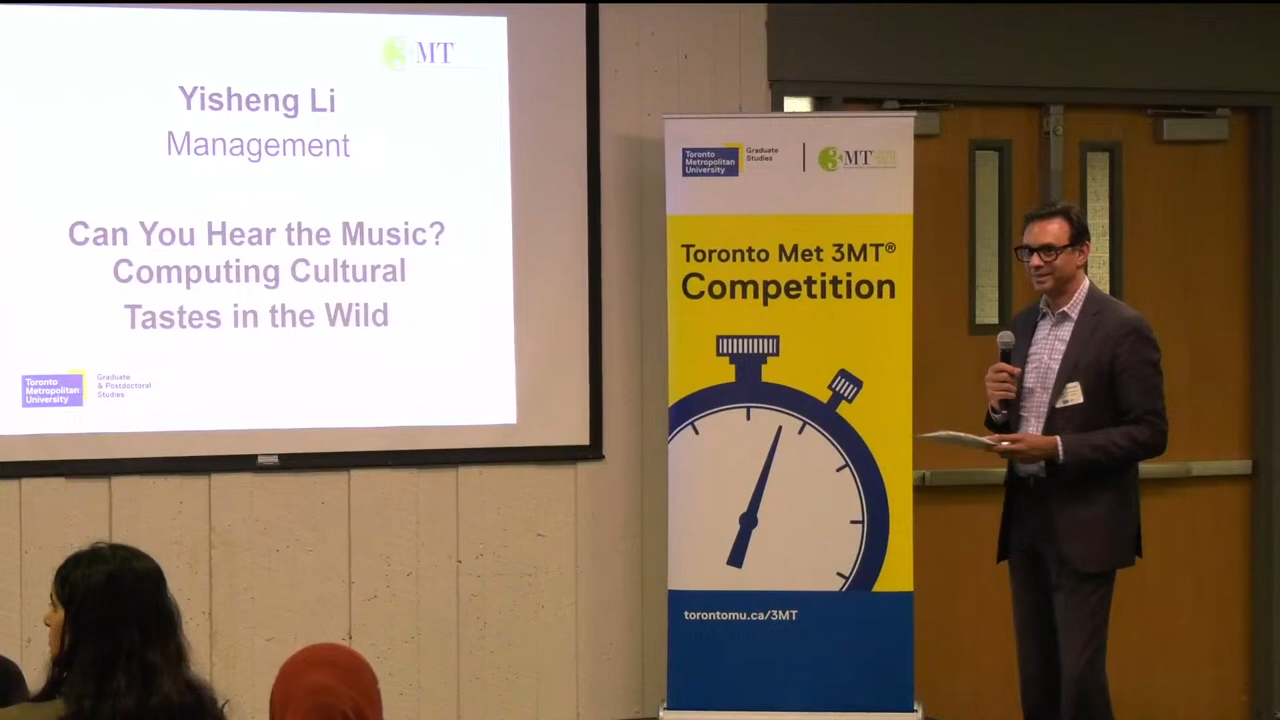 3MT
Yisheng Li
Management
Can You Hear the Music?
Computing Cultural
Tastes in the Wild
Toronto
Metropolitan
University
Graduate
& Postdoctoral
Studies
Toronto
Metropolitan
University
Graduate
Studies
3MT
Toronto Met 3MT®
Competition
torontomu.ca/3MT